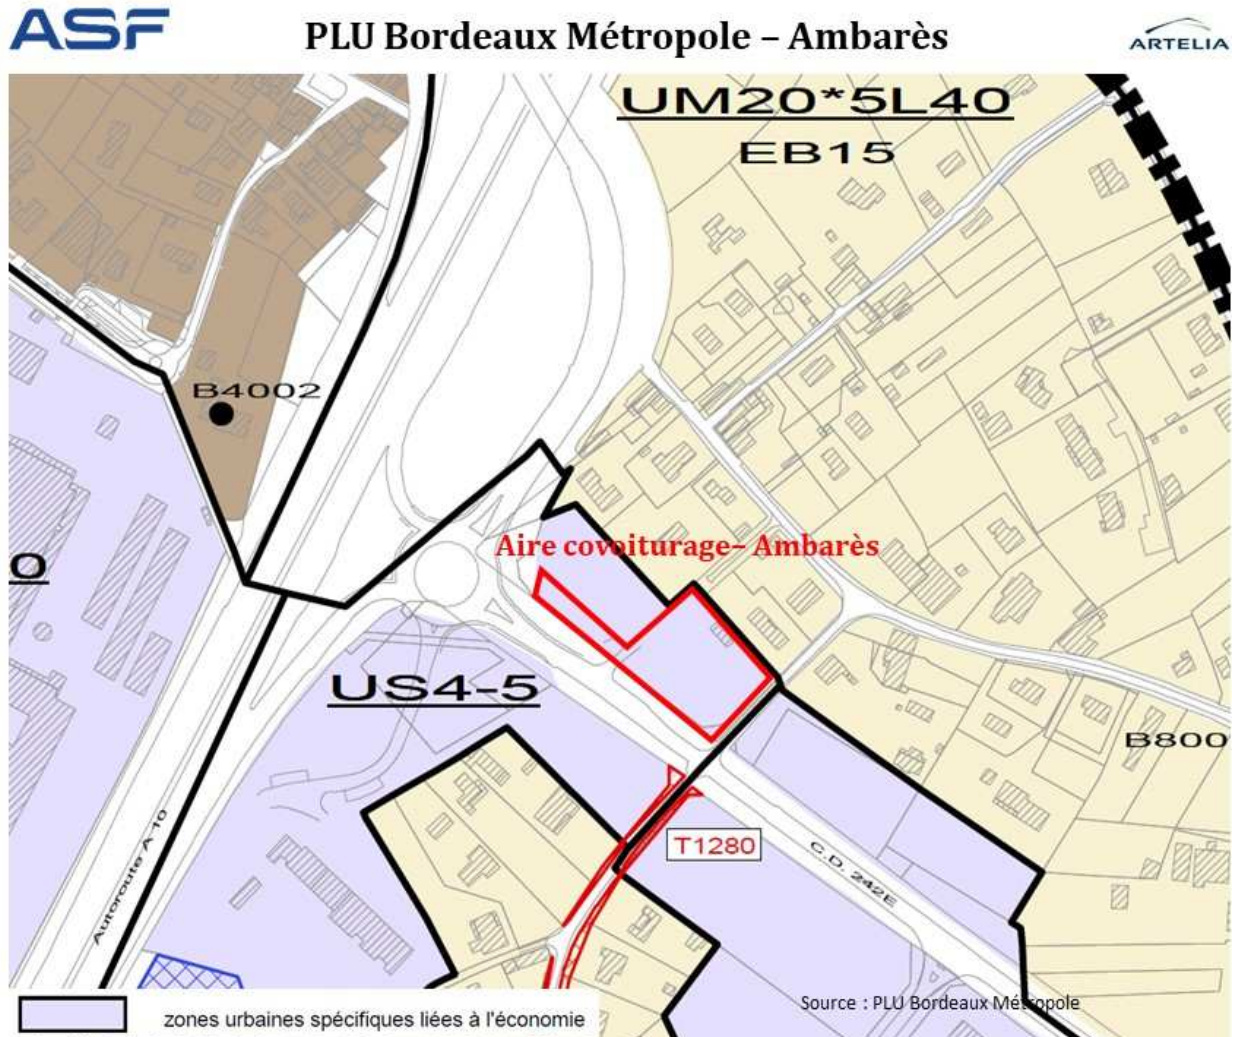 ASF
PLU Bordeaux Métropole – Ambarès
ARTELIA
UM20*5L40
EB15
B4002
Aire covoiturage– Ambarès
0
US4-5
B800
T1280
C.D. 242E
Autoroute A 10
Source : PLU Bordeaux Métropole
zones urbaines spécifiques liées à l'économie